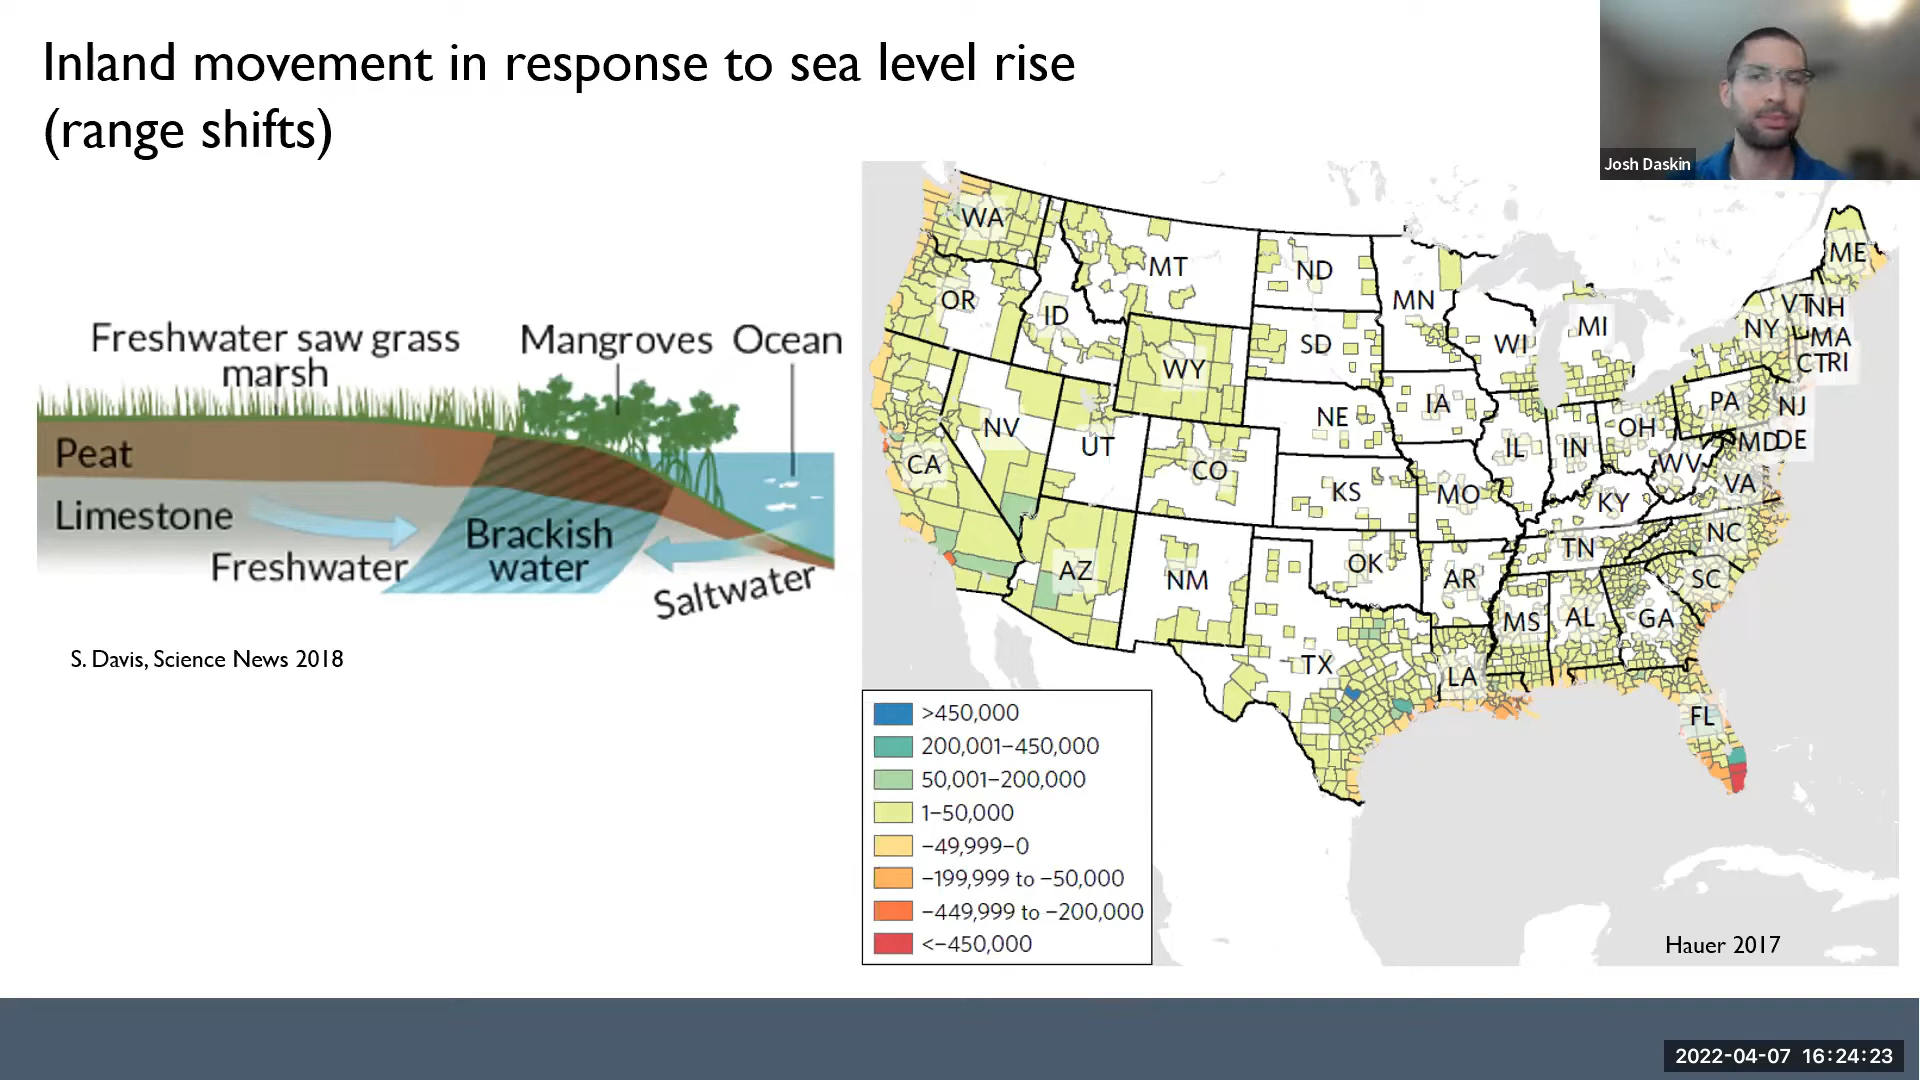 Inland movement in response to sea level rise
(range shifts)
Josh Daskin
Freshwater saw grass
marsh
Mangroves
Ocean
Peat
Limestone
Freshwater
Brackish
water
Saltwater
S. Davis, Science News 2018
WA
MT
ND
MN
ME
OR
ID
SD
WI
MI
VT
NH
NY
MA
CT
RI
WY
NE
IA
PA
NJ
NV
UT
CO
IL
IN
OH
MD
DE
CA
KS
MO
WV
VA
KY
AZ
NM
OK
AR
TN
NC
SC
MS
AL
GA
TX
LA
FL
>450,000
200,001–450,000
50,001–200,000
1–50,000
−49,999–0
−199,999 to −50,000
−449,999 to −200,000
<−450,000
Hauer 2017
2022-04-07 16:24:23